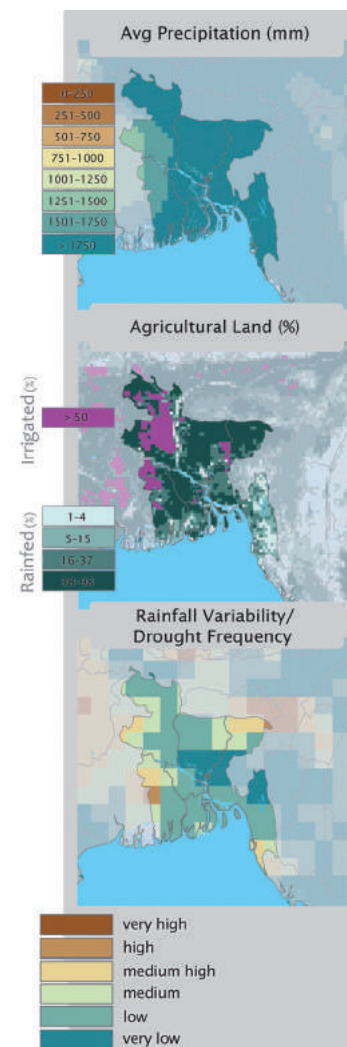 Avg Precipitation (mm)
0-250
251-500
501-750
751-1000
1001-1250
1251-1500
1501-1750
> 1750
Agricultural Land (%)
Irrigated (%)
> 50
Rainfed (%)
1-4
5-15
16-37
38-98
Rainfall Variability/
Drought Frequency
very high
high
medium high
medium
low
very low